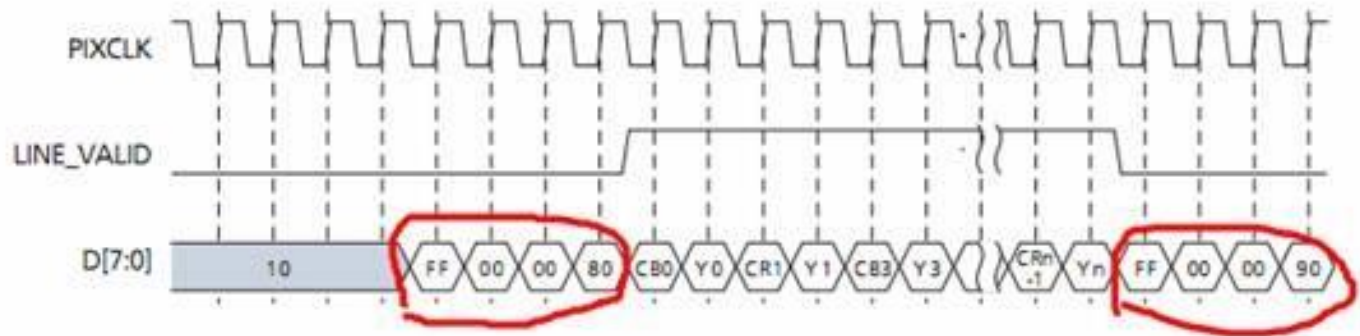 PIXCLK
LINE_VALID
D[7:0] 10 FF 00 00 80 CB0 Y0 CR1 Y1 CB3 Y3 CRn Yn FF 00 00 90
-1